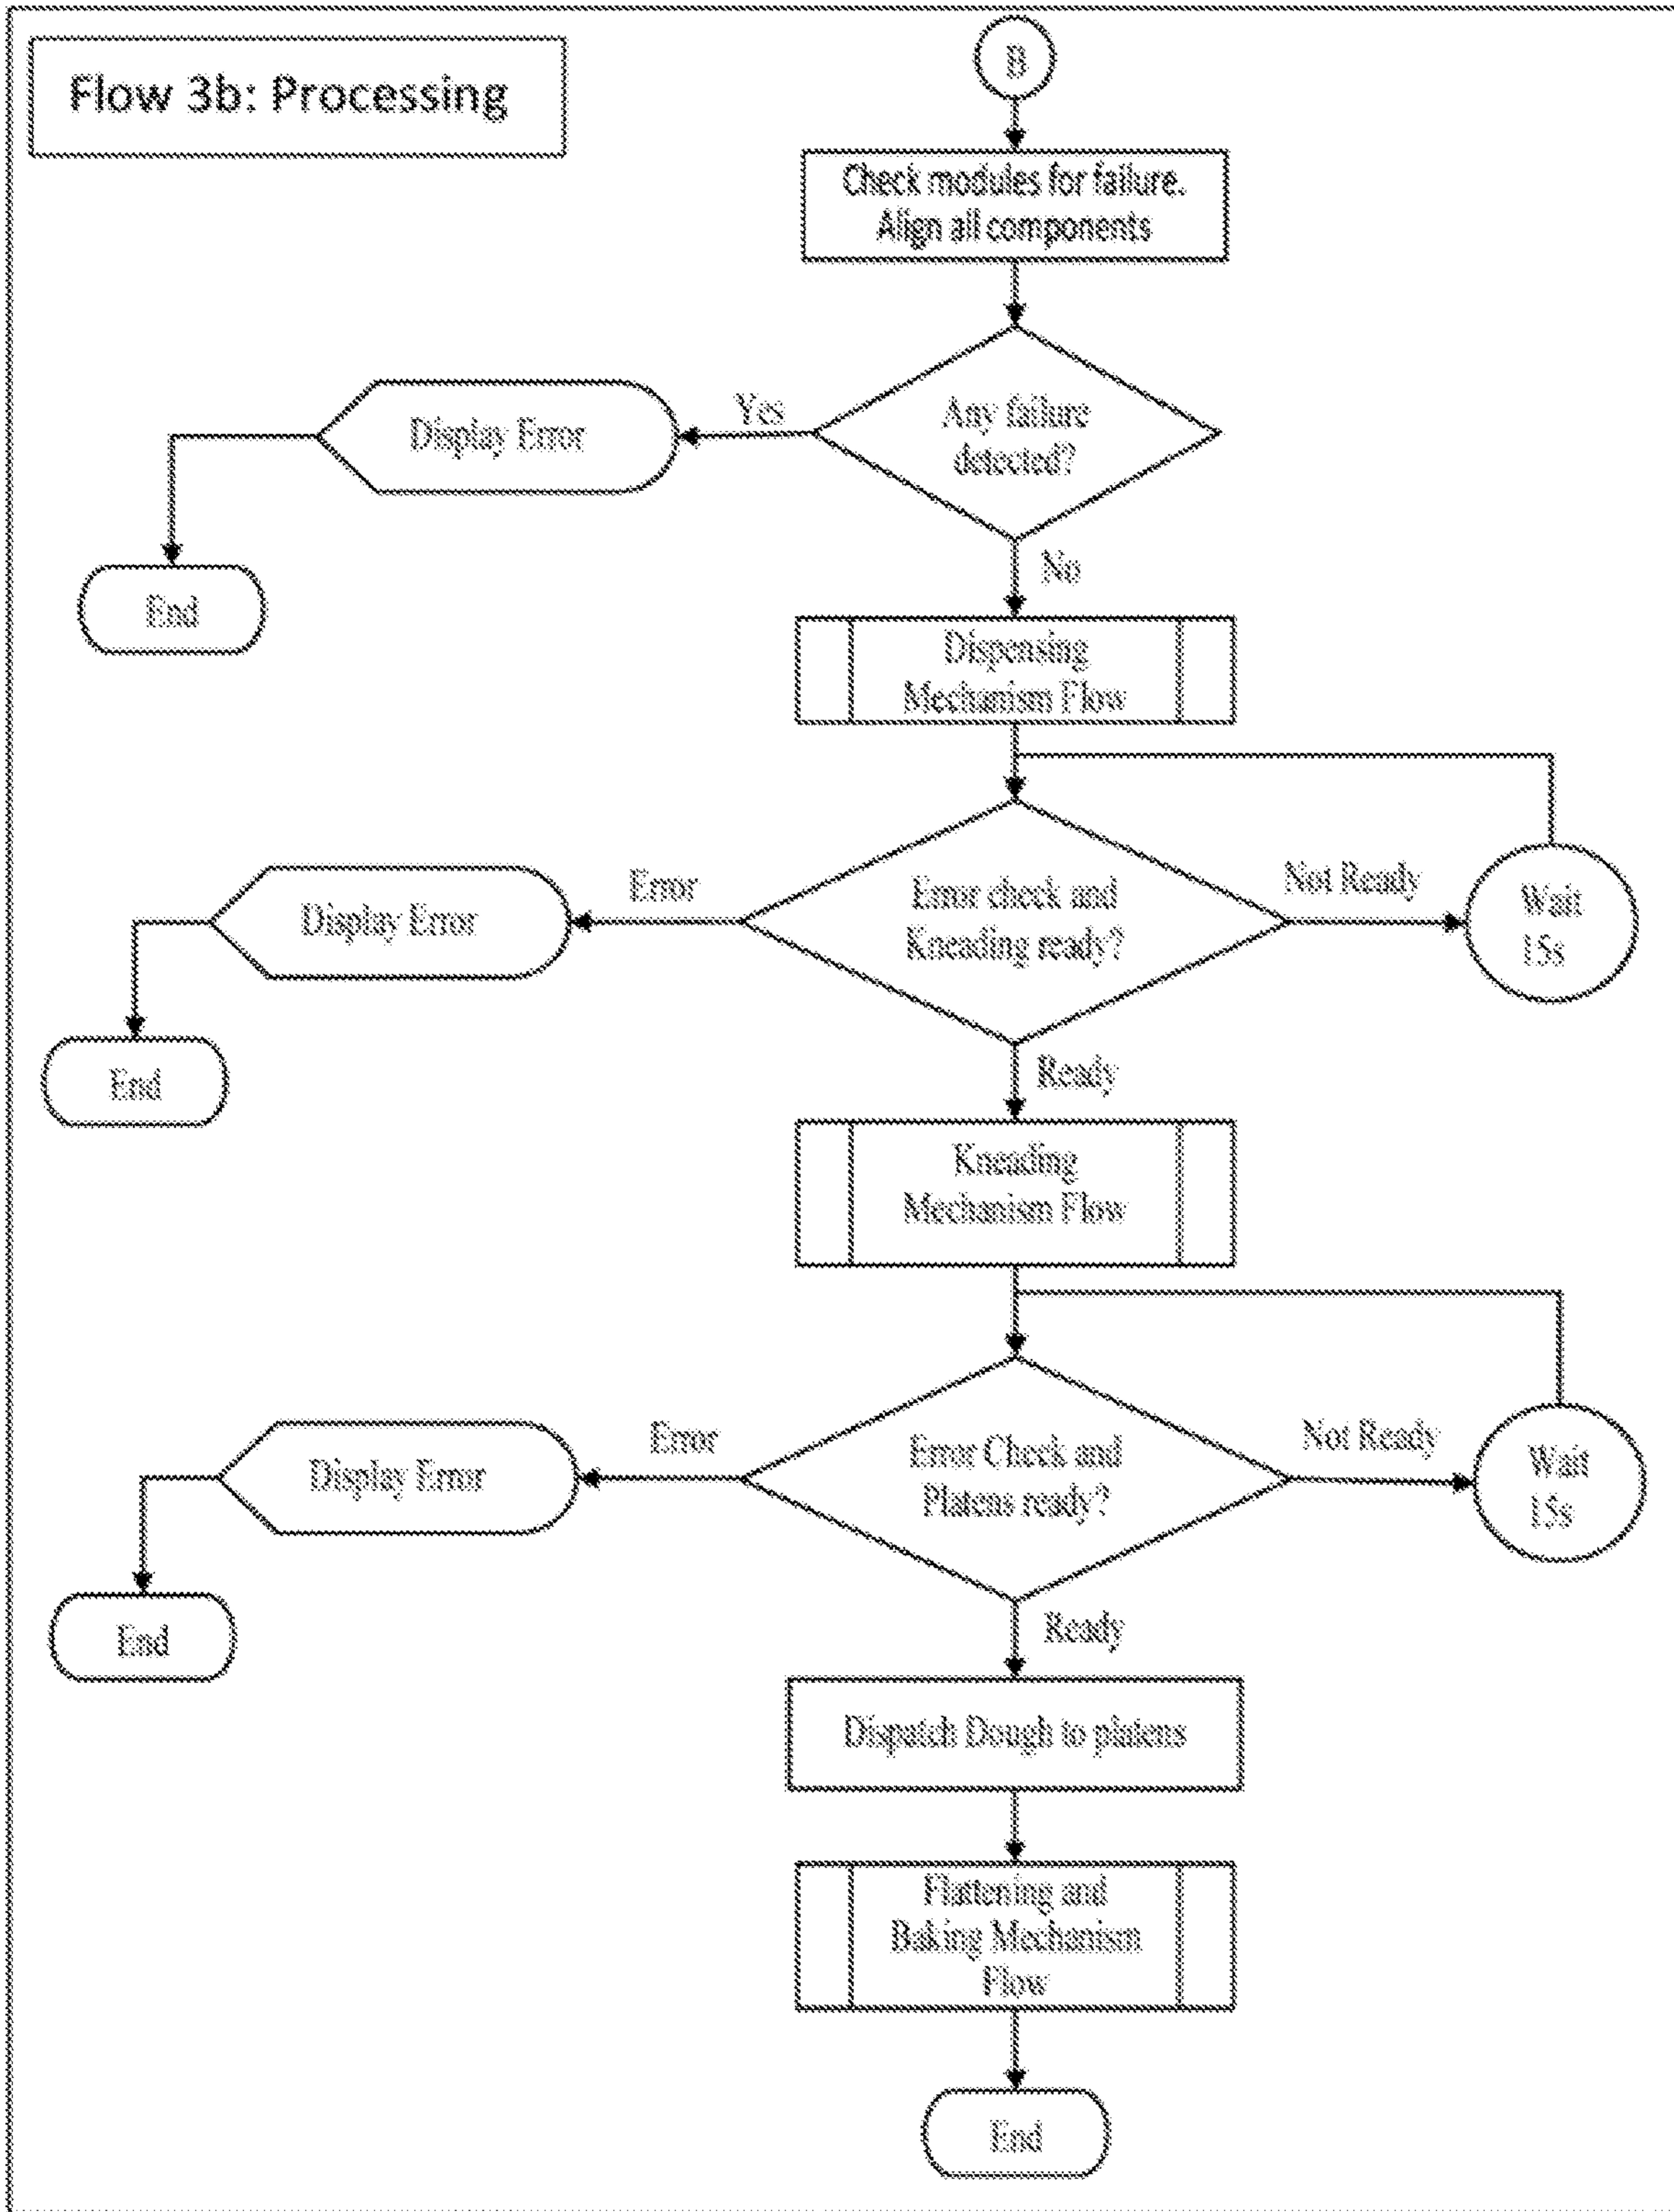 Flow 3b: Processing
B
Check modules for failure.
Align all components
Any failure
detected?
Yes
Display Error
End
No
Dispensing
Mechanism Flow
Error check and
Kneading ready?
Error
Display Error
End
Not Ready
Wait
15s
Ready
Kneading
Mechanism Flow
Error Check and
Platens ready?
Error
Display Error
End
Not Ready
Wait
15s
Ready
Dispatch Dough to platens
Flattening and
Baking Mechanism
Flow
End